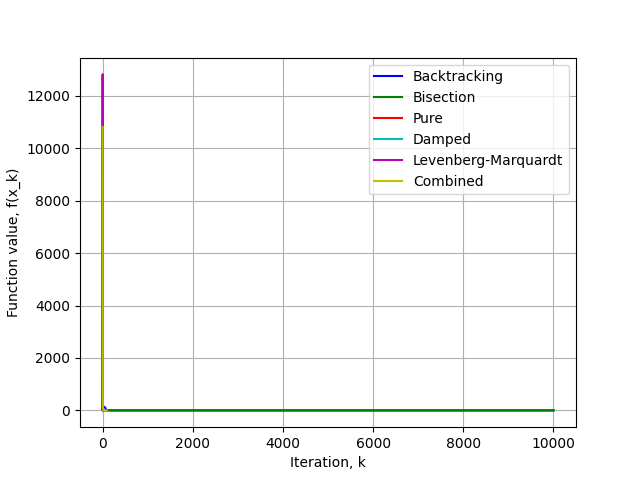 Function value, f(x_k)
12000
10000
8000
6000
4000
2000
0
Backtracking
Bisection
Pure
Damped
Levenberg-Marquardt
Combined
0 2000 4000 6000 8000 10000
Iteration, k